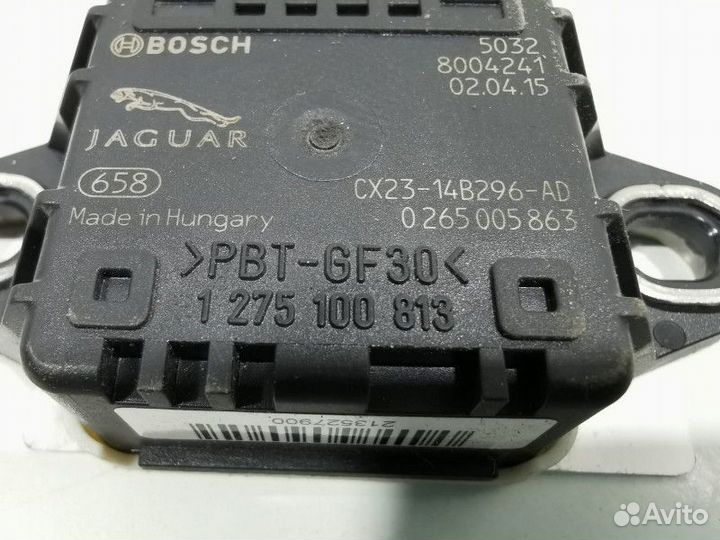 BOSCH
5032
8004241
02.04.15
JAGUAR
658
CX23-14B296-AD
Made in Hungary
0 265 005 863
>PBT-GF30<
1 275 100 813
213527900
Avito